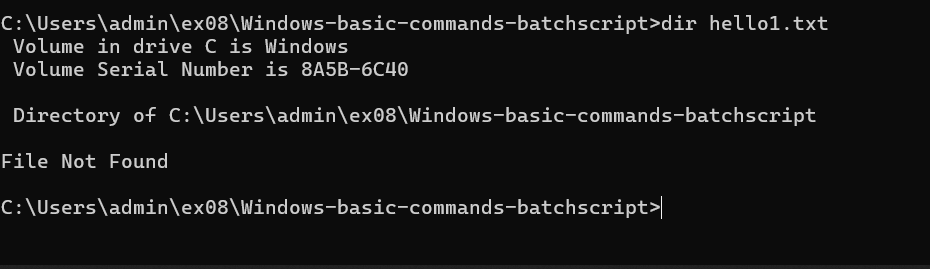 C:\Users\admin\ex08\Windows-basic-commands-batchscript>dir hello1.txt
Volume in drive C is Windows
Volume Serial Number is 8A5B-6C40
Directory of C:\Users\admin\ex08\Windows-basic-commands-batchscript
File Not Found
C:\Users\admin\ex08\Windows-basic-commands-batchscript>